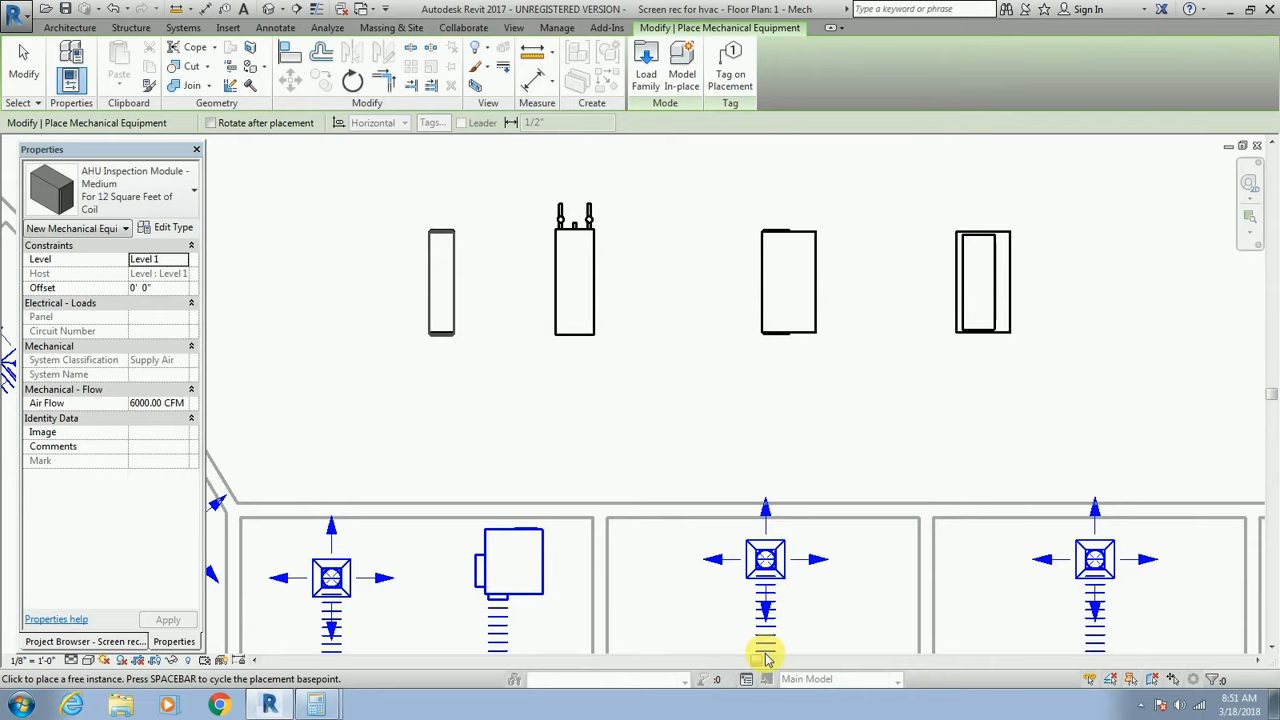 Autodesk Revit 2017 - UNREGISTERED VERSION - Screen rec for hvac - Floor Plan: 1 - Mech
Type a keyword or phrase
Sign In
Architecture Structure Systems Insert Annotate Analyze Massing & Site Collaborate View Manage Add-Ins Modify | Place Mechanical Equipment
Modify
Paste
Cope
Cut
Join
Load Family
Model In-place
Tag on Placement
Select Properties Clipboard Geometry Modify View Measure Create Mode Tag
Modify | Place Mechanical Equipment Rotate after placement Horizontal Tags... Leader 1/2"
Properties
AHU Inspection Module -
Medium
For 12 Square Feet of
Coil
New Mechanical Equi Edit Type
Constraints
Level Level 1
Host Level : Level 1
Offset 0' 0"
Electrical - Loads
Panel
Circuit Number
Mechanical
System Classification Supply Air
System Name
Mechanical - Flow
Air Flow 6000.00 CFM
Identity Data
Image
Comments
Mark
Properties help Apply
Project Browser - Screen rec... Properties
1/8" = 1'-0"
Click to place a free instance. Press SPACEBAR to cycle the placement basepoint. :0 Main Model :0
8:51 AM
3/18/2018